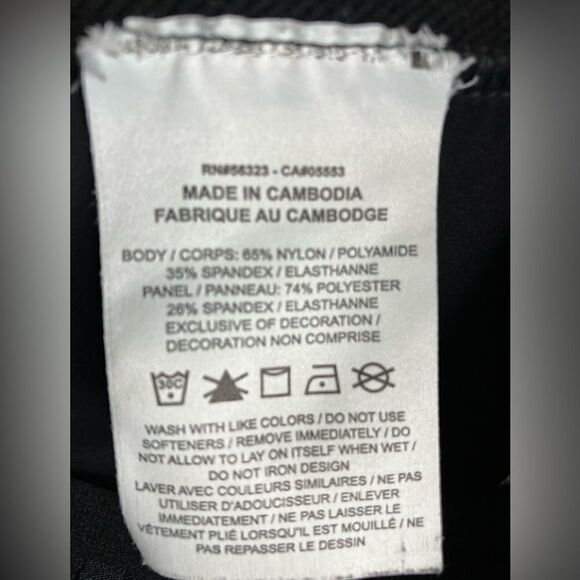 RN#56323 - CA#05553
MADE IN CAMBODIA
FABRIQUE AU CAMBODGE
BODY / CORPS: 65% NYLON / POLYAMIDE
35% SPANDEX / ELASTHANNE
PANEL / PANNEAU: 74% POLYESTER
26% SPANDEX / ELASTHANNE
EXCLUSIVE OF DECORATION /
DECORATION NON COMPRISE
30C
WASH WITH LIKE COLORS / DO NOT USE
SOFTENERS / REMOVE IMMEDIATELY / DO
NOT ALLOW TO LAY ON ITSELF WHEN WET /
DO NOT IRON DESIGN
LAVER AVEC COULEURS SIMILAIRES / NE PAS
UTILISER D'ADOUCISSEUR / ENLEVER
IMMEDIATEMENT / NE PAS LAISSER LE
VÊTEMENT PLIÉ LORSQU'IL EST MOUILLÉ / NE
PAS REPASSER LE DESSIN